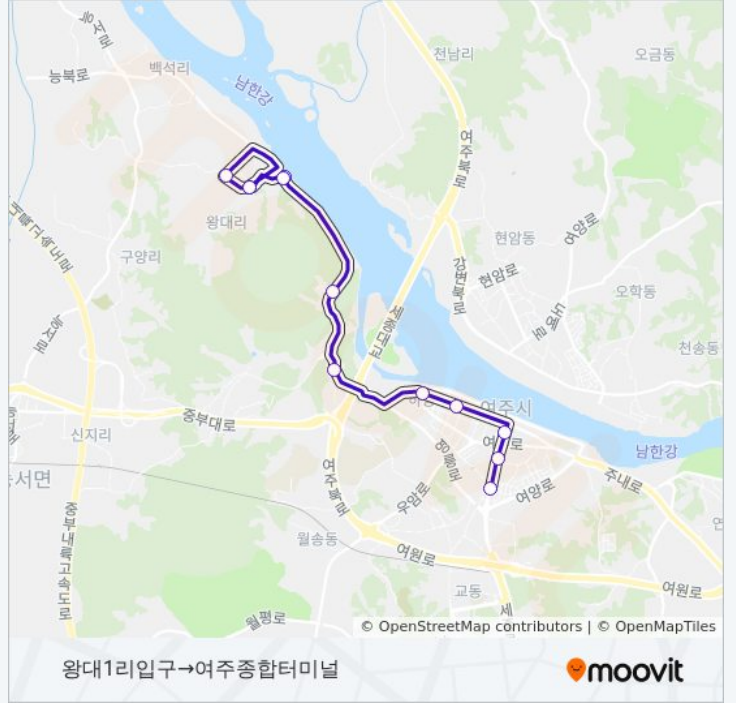 능서로
천남리
오금동
능북로
백석리
남한강
여주북로
왕대리
구양리
현암동
여양로
강변북로
현암로
오학동
세종대교
천송동
여주시
중부대로
신지리
남한강
주내로
여양로
우암로
여주북로
중부내륙고속도로
월송동
여원로
교동
여원로
월평로
© OpenStreetMap contributors | © OpenMapTiles
왕대1리입구→여주종합터미널
moovit